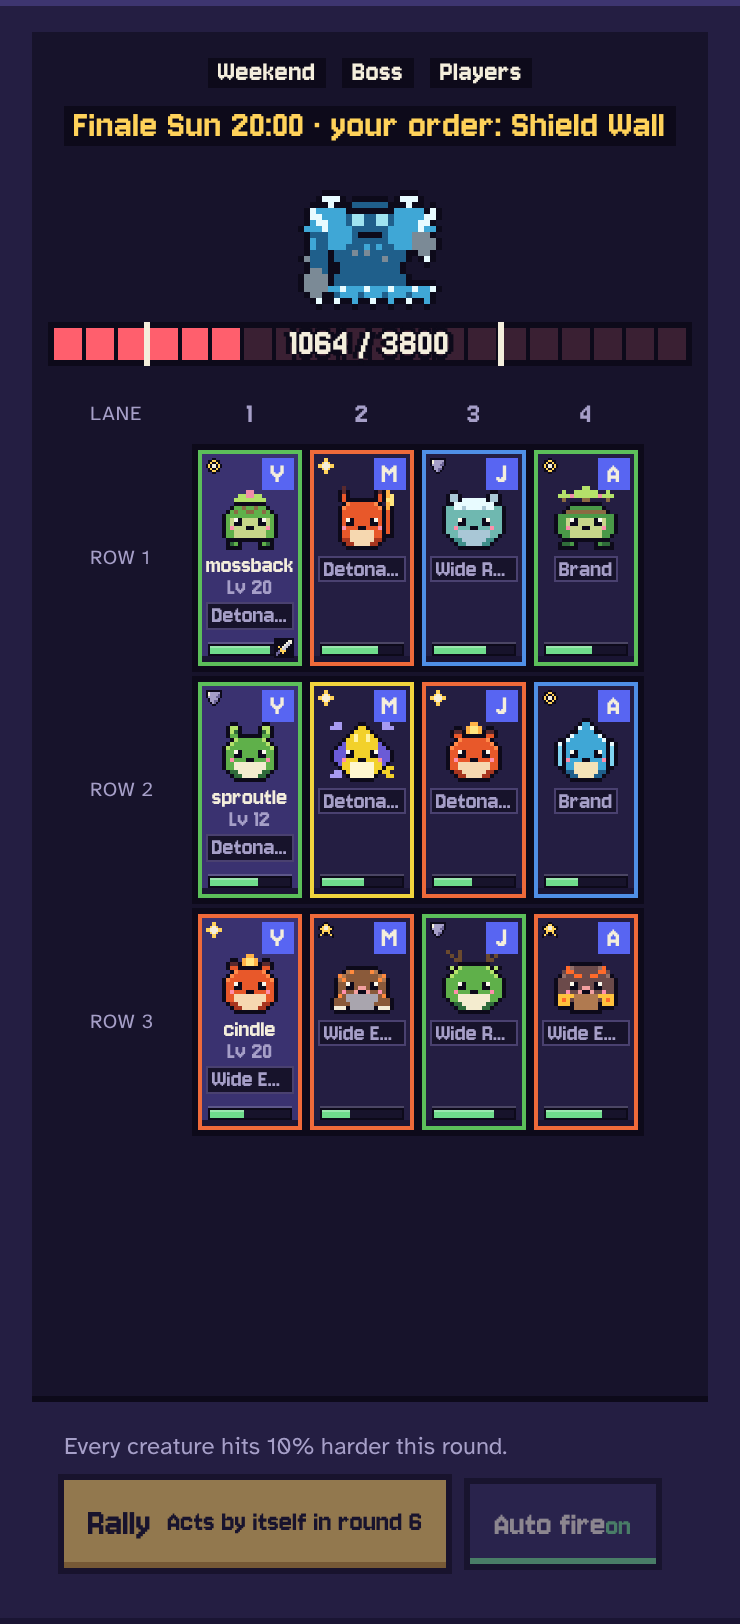 Weekend Boss Players
Finale Sun 20:00 · your order: Shield Wall
1064 / 3800
LANE 1 2 3 4
ROW 1
Y M J A
mossback
Lv 20
Detona... Detona... Wide R... Brand
ROW 2
Y M J A
sproutle
Lv 12
Detona... Detona... Detona... Brand
ROW 3
Y M J A
cindle
Lv 20
Wide E... Wide E... Wide R... Wide E...
Every creature hits 10% harder this round.
Rally Acts by itself in round 6
Auto fire on